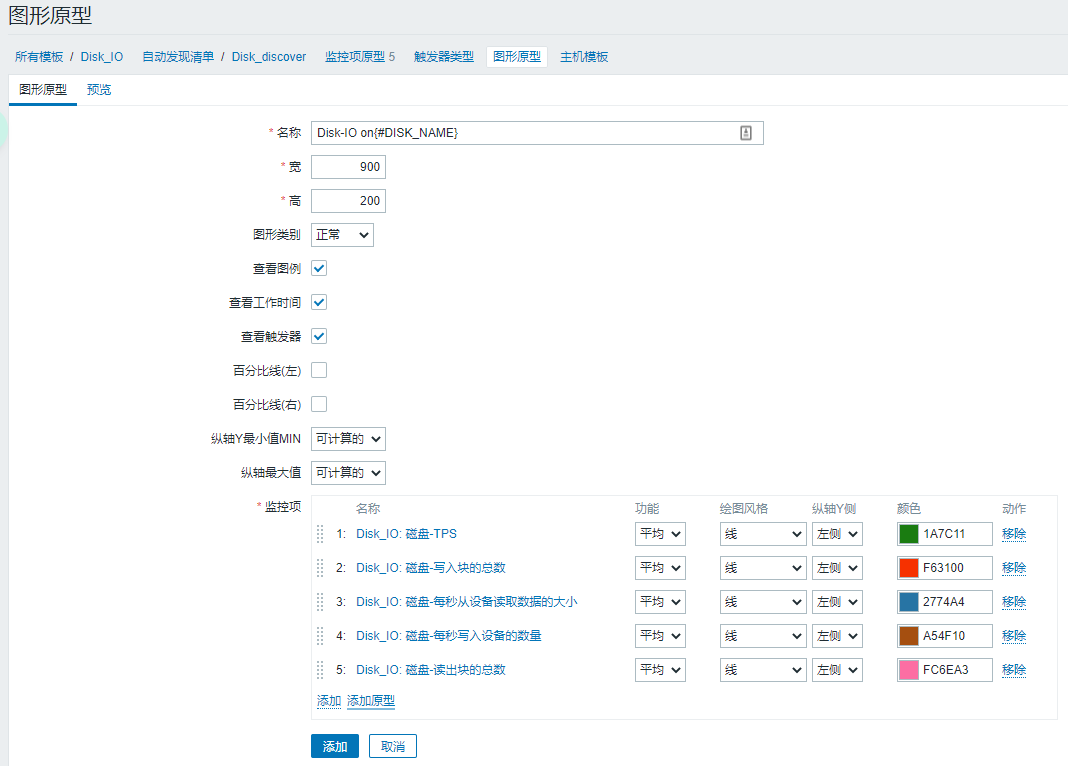 图形原型
所有模板 / Disk_IO 自动发现清单 / Disk_discover 监控项原型 5 触发器类型 图形原型 主机模板
图形原型 预览
* 名称 Disk-IO on{#DISK_NAME}
* 宽 900
* 高 200
图形类别 正常
查看图例
查看工作时间
查看触发器
百分比线(左)
百分比线(右)
纵轴Y最小值MIN 可计算的
纵轴最大值 可计算的
* 监控项 名称 功能 绘图风格 纵轴Y侧 颜色 动作
1: Disk_IO: 磁盘-TPS 平均 线 左侧 1A7C11 移除
2: Disk_IO: 磁盘-写入块的总数 平均 线 左侧 F63100 移除
3: Disk_IO: 磁盘-每秒从设备读取数据的大小 平均 线 左侧 2774A4 移除
4: Disk_IO: 磁盘-每秒写入设备的数量 平均 线 左侧 A54F10 移除
5: Disk_IO: 磁盘-读出块的总数 平均 线 左侧 FC6EA3 移除
添加 添加原型
添加 取消